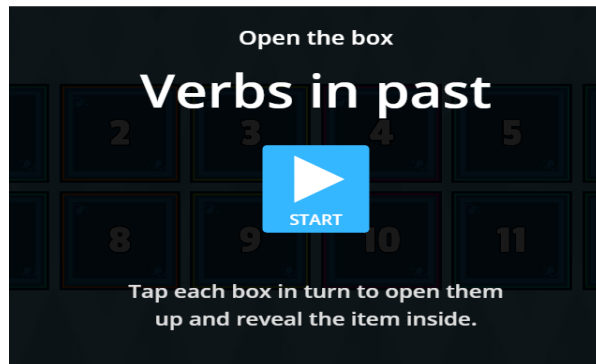 Open the box
Verbs in past
2 3 4 5
START
8 9 10 11
Tap each box in turn to open them
up and reveal the item inside.